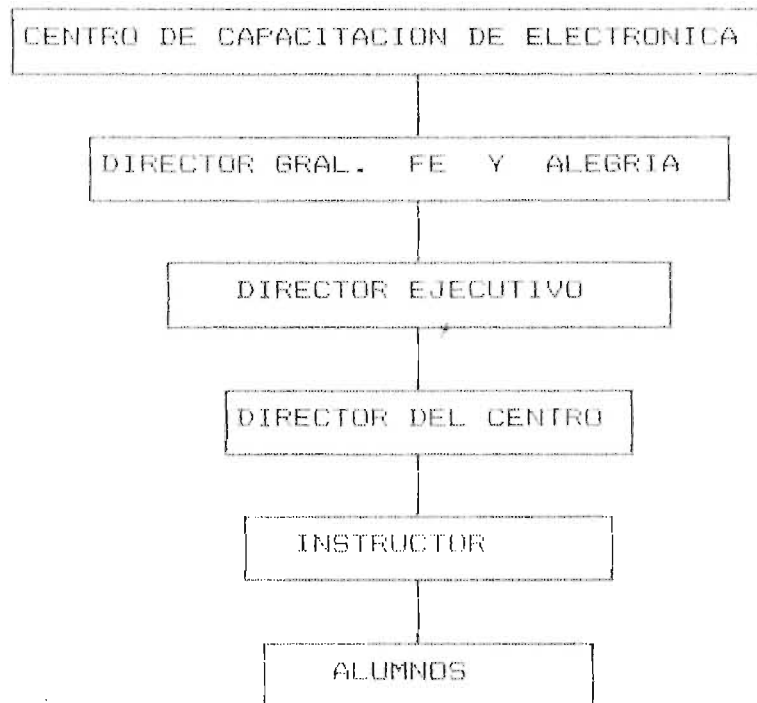 CENTRO DE CAPACITACION DE ELECTRONICA
DIRECTOR GRAL. FE Y ALEGRIA
DIRECTOR EJECUTIVO
DIRECTOR DEL CENTRO
INSTRUCTOR
ALUMNOS